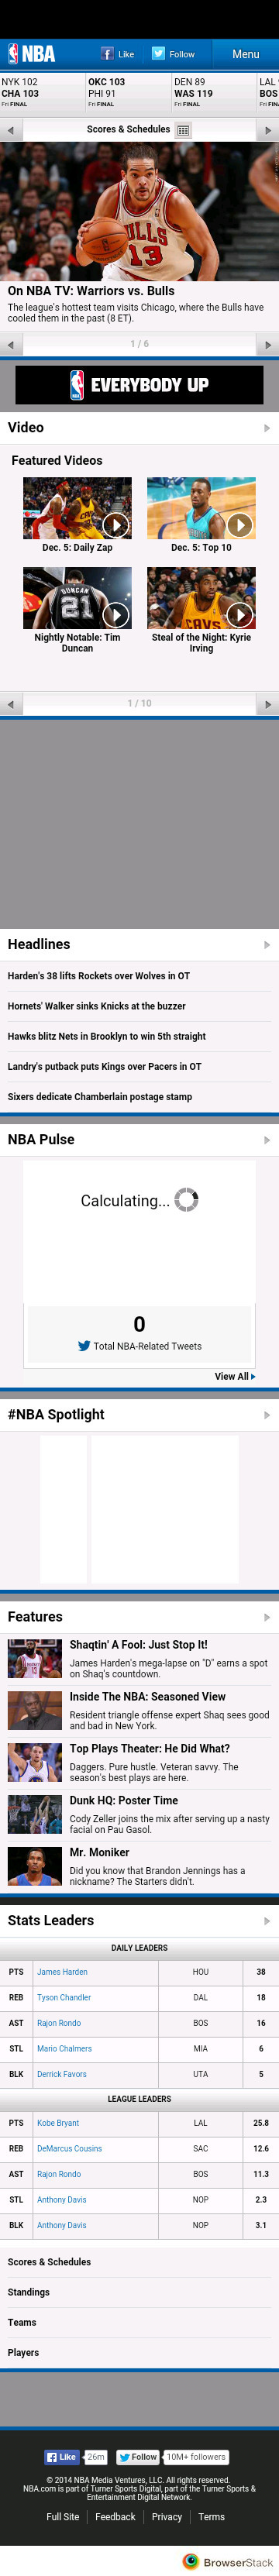 NBA
Like
Follow
Menu
NYK 102
CHA 103
Fri FINAL
OKC 103
PHI 91
Fri FINAL
DEN 89
WAS 119
Fri FINAL
LAL
BOS
Fri
Scores & Schedules
BULLS
13
On NBA TV: Warriors vs. Bulls
The league's hottest team visits Chicago, where the Bulls have
cooled them in the past (8 ET).
1 / 6
NBA EVERYBODY UP
Video
Featured Videos
Dec. 5: Daily Zap
Dec. 5: Top 10
DUNCAN
21
CAVS
Nightly Notable: Tim
Duncan
Steal of the Night: Kyrie
Irving
1 / 10
Headlines
Harden's 38 lifts Rockets over Wolves in OT
Hornets' Walker sinks Knicks at the buzzer
Hawks blitz Nets in Brooklyn to win 5th straight
Landry's putback puts Kings over Pacers in OT
Sixers dedicate Chamberlain postage stamp
NBA Pulse
Calculating...
0
Total NBA-Related Tweets
View All
#NBA Spotlight
Features
Shaqtin' A Fool: Just Stop It!
James Harden's mega-lapse on "D" earns a spot
on Shaq's countdown.
Inside The NBA: Seasoned View
Resident triangle offense expert Shaq sees good
and bad in New York.
Top Plays Theater: He Did What?
Daggers. Pure hustle. Veteran savvy. The
season's best plays are here.
Dunk HQ: Poster Time
Cody Zeller joins the mix after serving up a nasty
facial on Pau Gasol.
Mr. Moniker
Did you know that Brandon Jennings has a
nickname? The Starters didn't.
Stats Leaders
DAILY LEADERS
PTS James Harden HOU 38
REB Tyson Chandler DAL 18
AST Rajon Rondo BOS 16
STL Mario Chalmers MIA 6
BLK Derrick Favors UTA 5
LEAGUE LEADERS
PTS Kobe Bryant LAL 25.8
REB DeMarcus Cousins SAC 12.6
AST Rajon Rondo BOS 11.3
STL Anthony Davis NOP 2.3
BLK Anthony Davis NOP 3.1
Scores & Schedules
Standings
Teams
Players
Like 26m Follow 10M+ followers
© 2014 NBA Media Ventures, LLC. All rights reserved.
NBA.com is part of Turner Sports Digital, part of the Turner Sports &
Entertainment Digital Network.
Full Site Feedback Privacy Terms
BrowserStack